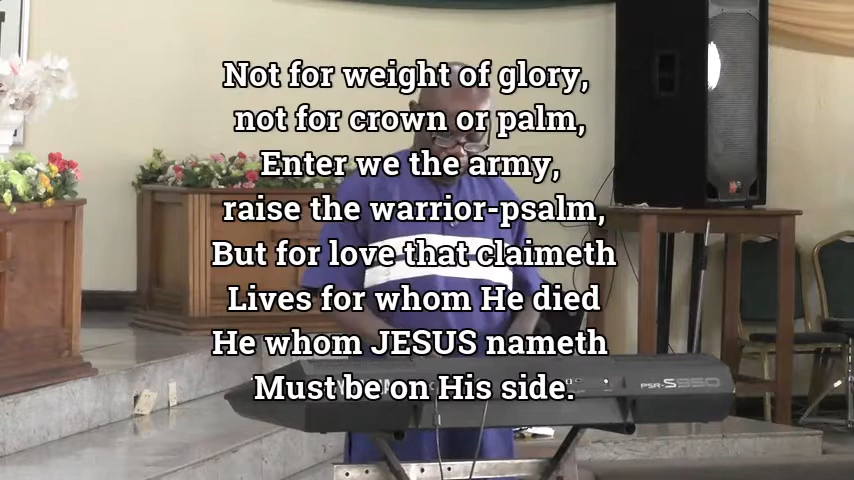 Not for weight of glory,
not for crown or palm,
Enter we the army,
raise the warrior-psalm,
But for love that claimeth
Lives for whom He died
He whom JESUS nameth
Must be on His side.
PSR-S950